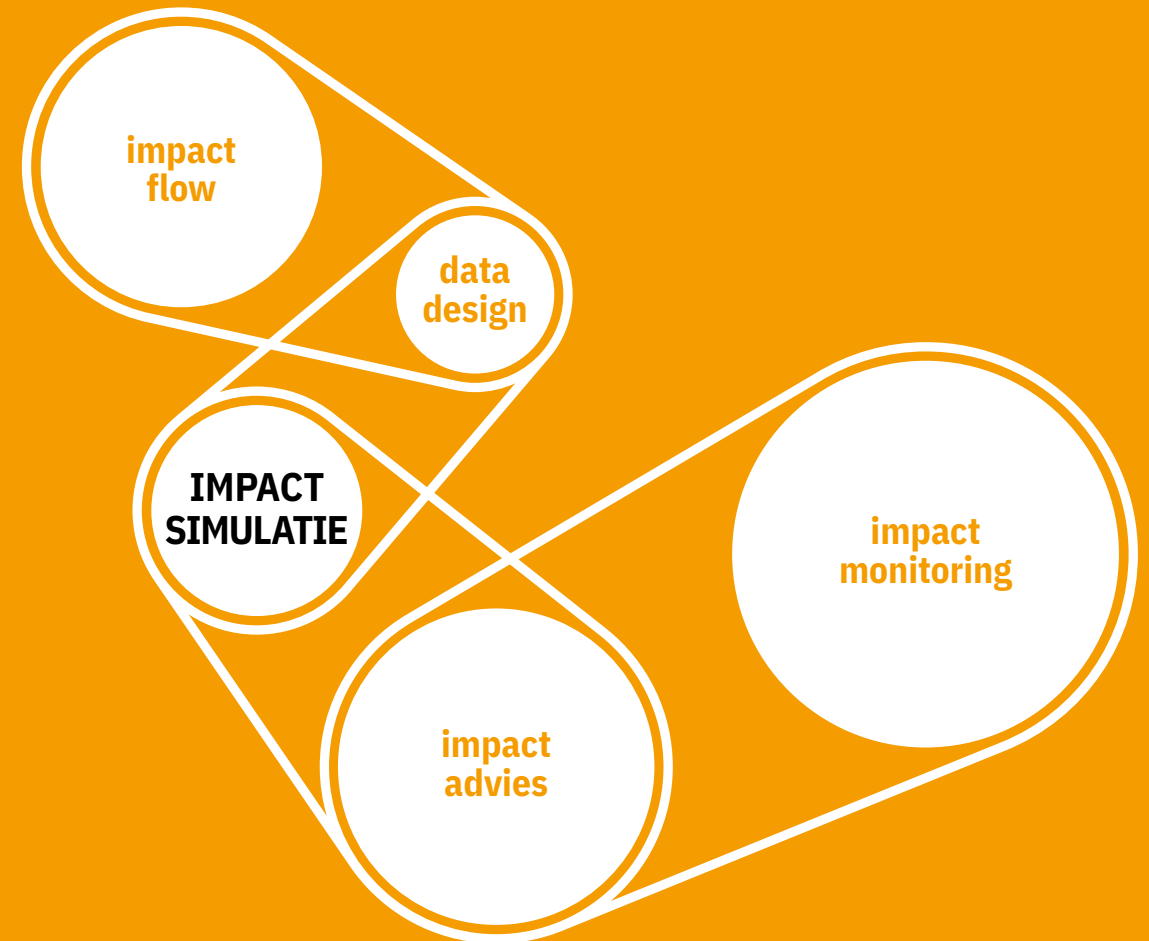 impact
flow
data
design
IMPACT
SIMULATIE
impact
monitoring
impact
advies